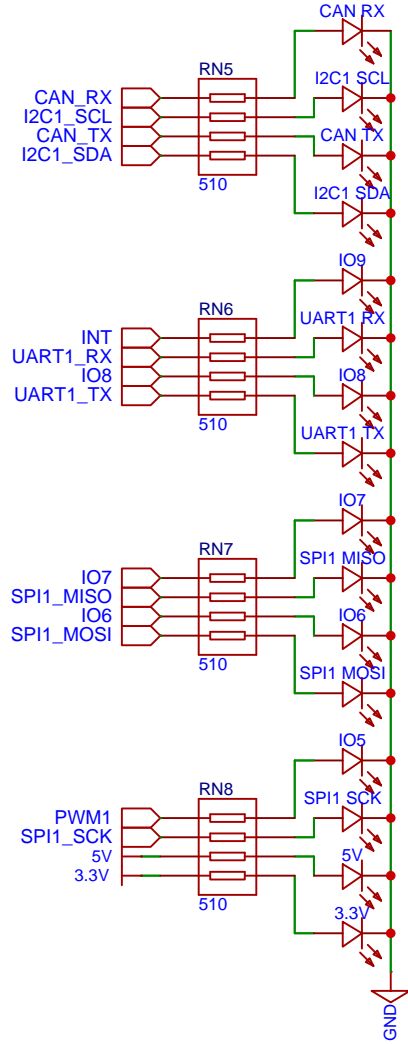 CAN RX
RN5
I2C1 SCL
CAN_RX
I2C1_SCL
CAN TX
CAN_TX
I2C1_SDA
510
I2C1 SDA
IO9
RN6
UART1 RX
INT
UART1_RX
IO8
IO8
UART1_TX
510
UART1 TX
IO7
RN7
SPI1 MISO
IO7
SPI1_MISO
IO6
IO6
SPI1_MOSI
510
SPI1 MOSI
IO5
RN8
SPI1 SCK
PWM1
SPI1_SCK
5V
5V
3.3V
510
3.3V
GND